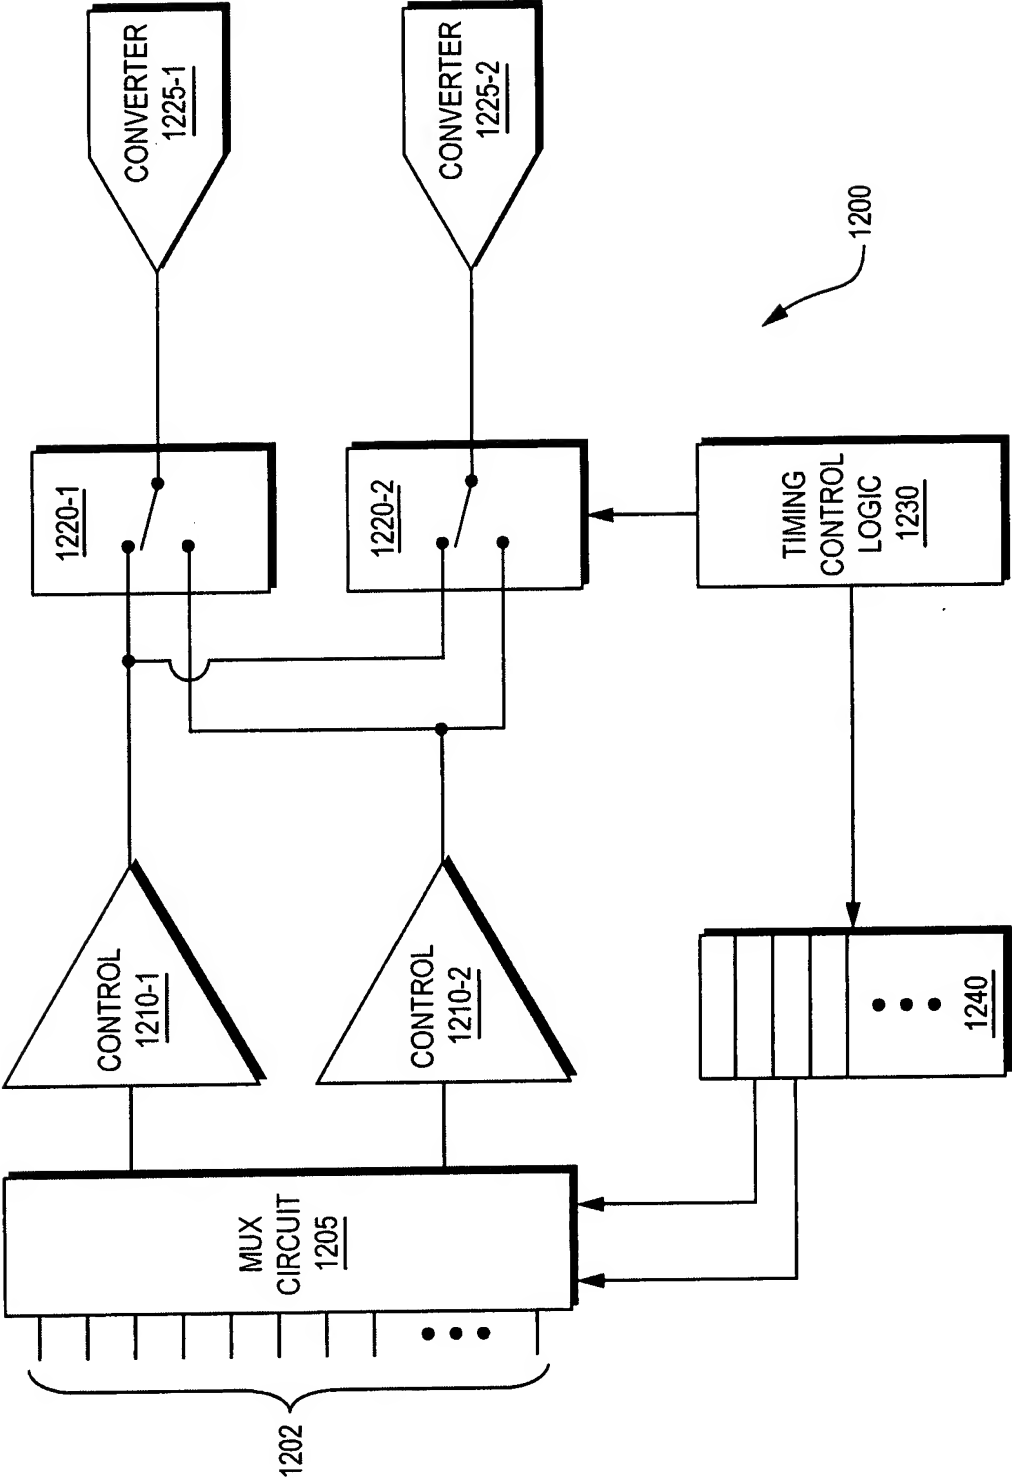 1202
MUX
CIRCUIT
1205
CONTROL
1210-1
CONTROL
1210-2
1220-1
1220-2
CONVERTER
1225-1
CONVERTER
1225-2
1240
TIMING
CONTROL
LOGIC
1230
1200